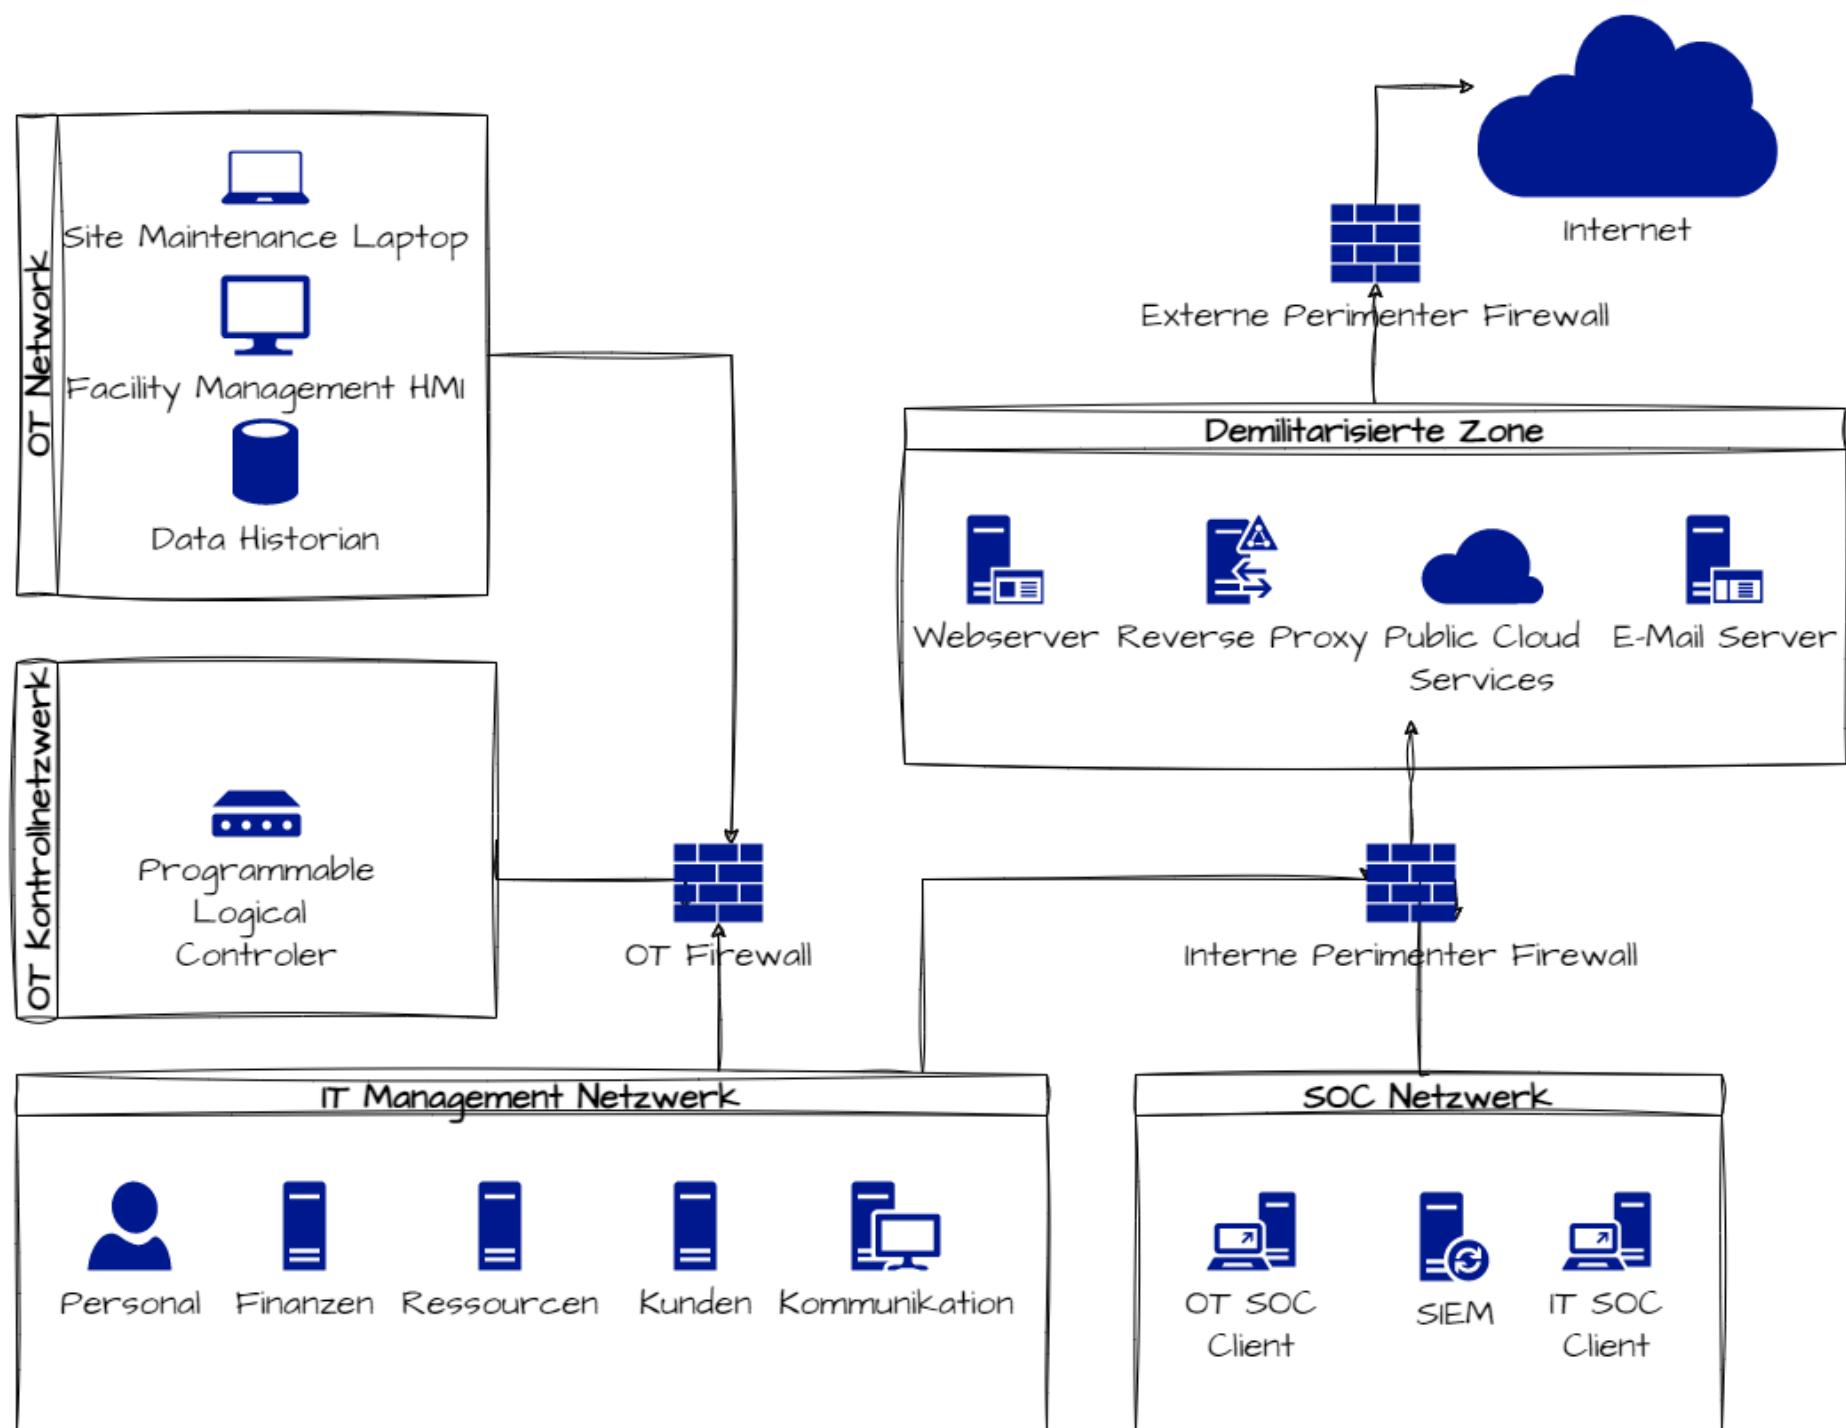 Internet
Externe Perimenter Firewall
OT Network
Site Maintenance Laptop
Facility Management HMI
Data Historian
Demilitarisierte Zone
Webserver
Reverse Proxy
Public Cloud
Services
E-Mail Server
OT Kontrollnetzwerk
Programmable
Logical
Controler
OT Firewall
Interne Perimenter Firewall
IT Management Netzwerk
Personal
Finanzen
Ressourcen
Kunden
Kommunikation
SOC Netzwerk
OT SOC
Client
SIEM
IT SOC
Client